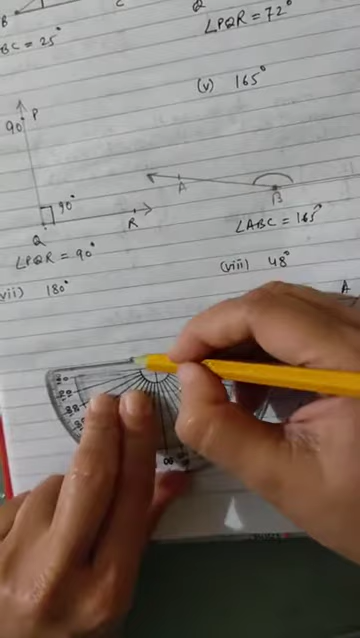 B
C
Q
BC = 25°
∠PQR = 72°
(v) 165°
P
90°
90°
A
B
Q
R
∠ABC = 165°
∠PQR = 90°
(viii) 48°
vii) 180°
A